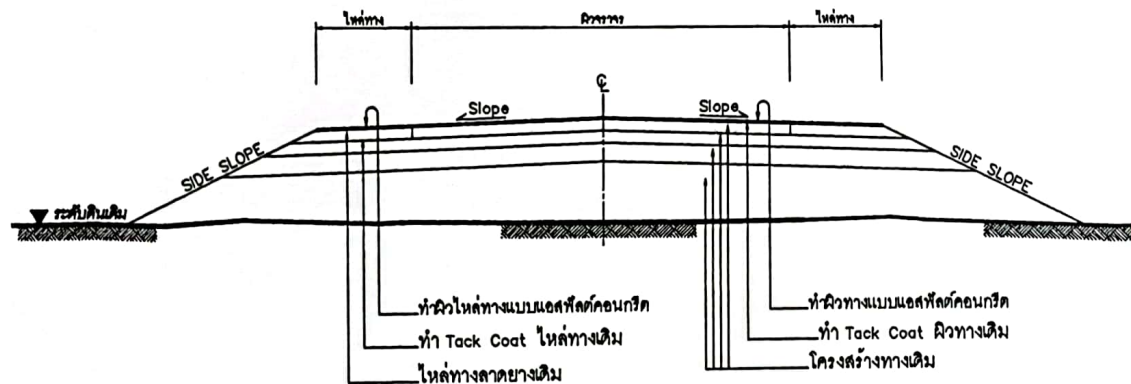 ไหล่ทาง ผิวจราจร ไหล่ทาง
℄
Slope Slope
SIDE SLOPE SIDE SLOPE
ระดับดินเดิม
ทำผิวไหล่ทางแบบแอสฟัลต์คอนกรีต ทำผิวทางแบบแอสฟัลต์คอนกรีต
ทำ Tack Coat ไหล่ทางเดิม ทำ Tack Coat ผิวทางเดิม
ไหล่ทางลาดยางเดิม โครงสร้างทางเดิม